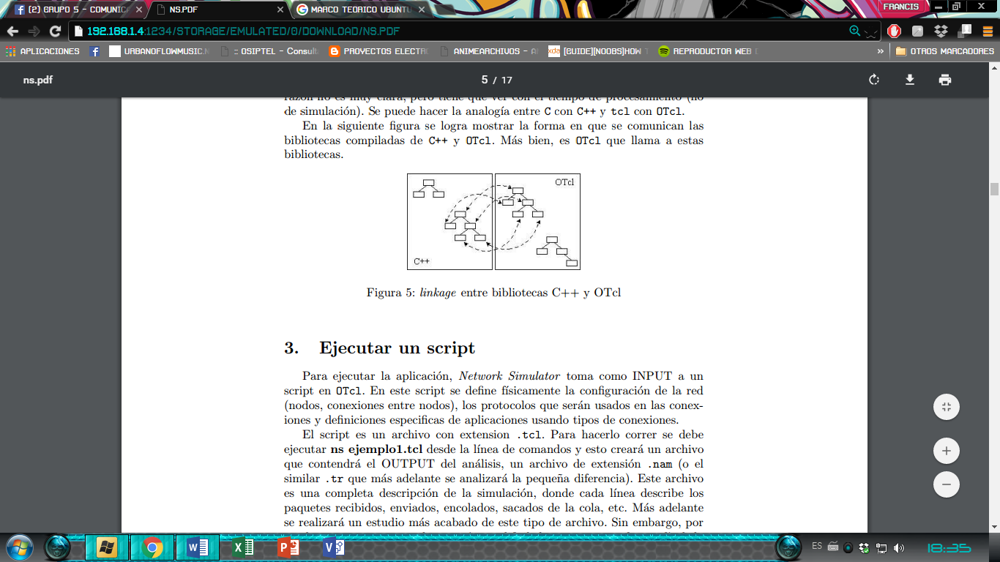 (2) GRUPO 5 - COMUNICA
NS.PDF
MARCO TEORICO UBUNTU
FRANCIS
192.168.1.4:1234/STORAGE/EMULATED/0/DOWNLOAD/NS.PDF
APLICACIONES
URBANOFLOWMUSIC.N
:: OSIPTEL - Consulta
PROYECTOS ELECTRO
ANIMEARCHIVOS - A
[GUIDE][NOOBS]HOW T
REPRODUCTOR WEB D
»
OTROS MARCADORES
ns.pdf
5 / 17
razón no es muy clara, pero tiene que ver con el tiempo de procesamiento (no
de simulación). Se puede hacer la analogía entre C con C++ y tcl con OTcl.
En la siguiente figura se logra mostrar la forma en que se comunican las
bibliotecas compiladas de C++ y OTcl. Más bien, es OTcl que llama a estas
bibliotecas.
OTcl
C++
Figura 5: linkage entre bibliotecas C++ y OTcl
3. Ejecutar un script
Para ejecutar la aplicación, Network Simulator toma como INPUT a un
script en OTcl. En este script se define físicamente la configuración de la red
(nodos, conexiones entre nodos), los protocolos que serán usados en las conex-
iones y definiciones especificas de aplicaciones usando tipos de conexiones.
El script es un archivo con extension .tcl. Para hacerlo correr se debe
ejecutar ns ejemplo1.tcl desde la línea de comandos y esto creará un archivo
que contendrá el OUTPUT del análisis, un archivo de extensión .nam (o el
similar .tr que más adelante se analizará la pequeña diferencia). Este archivo
es una completa descripción de la simulación, donde cada línea describe los
paquetes recibidos, enviados, encolados, sacados de la cola, etc. Más adelante
se realizará un estudio más acabado de este tipo de archivo. Sin embargo, por
ES
18:35